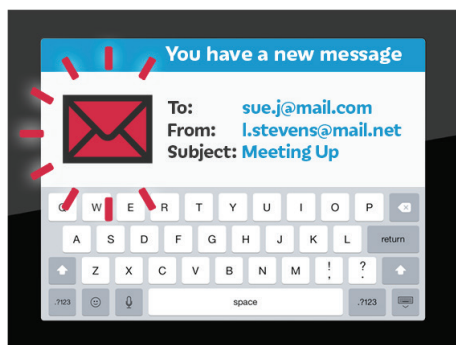 You have a new message
To: sue.j@mail.com
From: l.stevens@mail.net
Subject: Meeting Up
Q W E R T Y U I O P
A S D F G H J K L return
Z X C V B N M ! , ? .
.?123 space .?123